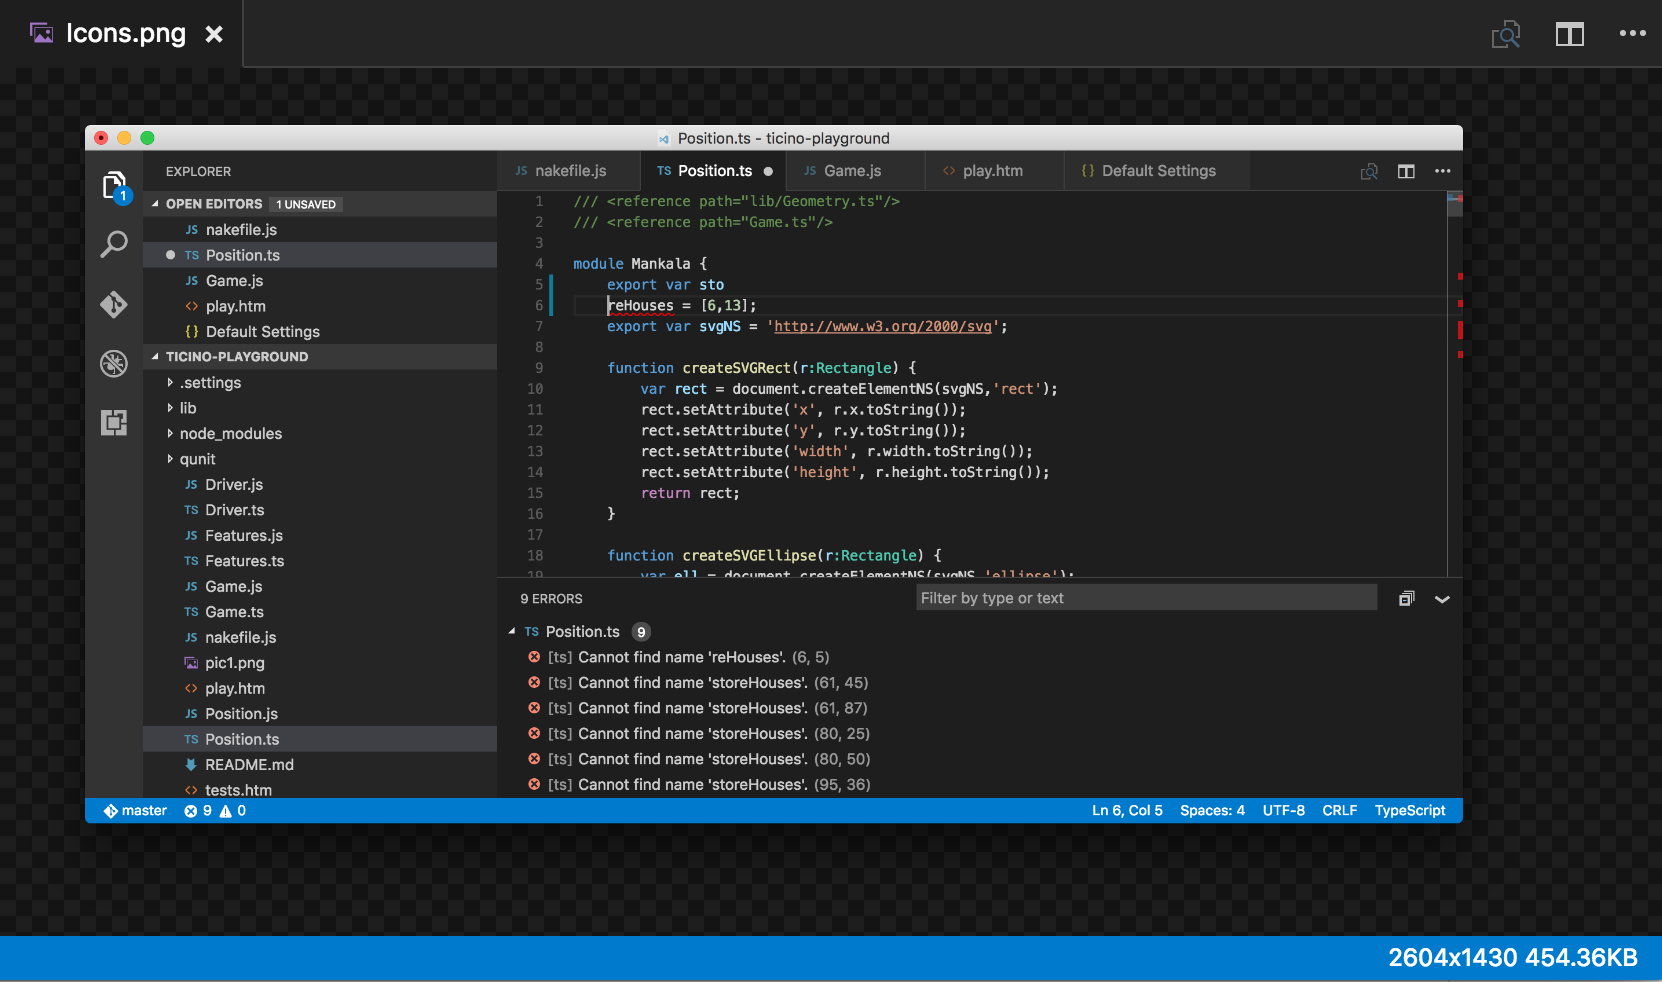 Icons.png
Position.ts - ticino-playground
1
EXPLORER
OPEN EDITORS 1 UNSAVED
JS nakefile.js
TS Position.ts
JS Game.js
<> play.htm
{} Default Settings
TICINO-PLAYGROUND
.settings
lib
node_modules
qunit
JS Driver.js
TS Driver.ts
JS Features.js
TS Features.ts
JS Game.js
TS Game.ts
JS nakefile.js
pic1.png
<> play.htm
JS Position.js
TS Position.ts
README.md
<> tests.htm
JS nakefile.js TS Position.ts JS Game.js <> play.htm {} Default Settings
1 /// <reference path="lib/Geometry.ts"/>
2 /// <reference path="Game.ts"/>
3
4 module Mankala {
5 export var sto
6 reHouses = [6,13];
7 export var svgNS = 'http://www.w3.org/2000/svg';
8
9 function createSVGRect(r:Rectangle) {
10 var rect = document.createElementNS(svgNS,'rect');
11 rect.setAttribute('x', r.x.toString());
12 rect.setAttribute('y', r.y.toString());
13 rect.setAttribute('width', r.width.toString());
14 rect.setAttribute('height', r.height.toString());
15 return rect;
16 }
17
18 function createSVGEllipse(r:Rectangle) {
19 var ell = document.createElementNS(svgNS,'ellipse');
9 ERRORS Filter by type or text
TS Position.ts 9
[ts] Cannot find name 'reHouses'. (6, 5)
[ts] Cannot find name 'storeHouses'. (61, 45)
[ts] Cannot find name 'storeHouses'. (61, 87)
[ts] Cannot find name 'storeHouses'. (80, 25)
[ts] Cannot find name 'storeHouses'. (80, 50)
[ts] Cannot find name 'storeHouses'. (95, 36)
master 9 0 Ln 6, Col 5 Spaces: 4 UTF-8 CRLF TypeScript
2604x1430 454.36KB